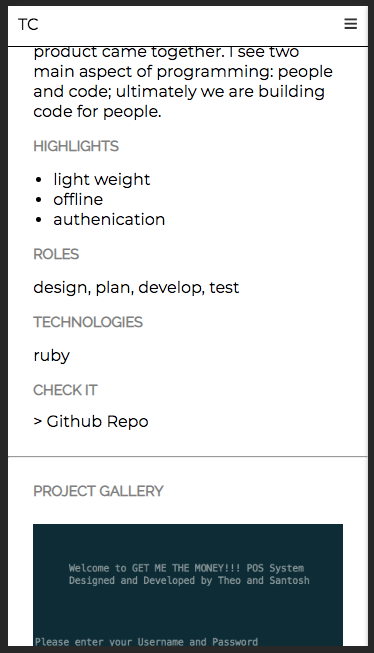 TC
product came together. I see two
main aspect of programming: people
and code; ultimately we are building
code for people.
HIGHLIGHTS
light weight
offline
authenication
ROLES
design, plan, develop, test
TECHNOLOGIES
ruby
CHECK IT
> Github Repo
PROJECT GALLERY
Welcome to GET ME THE MONEY!!! POS System
Designed and Developed by Theo and Santosh
Please enter your Username and Password